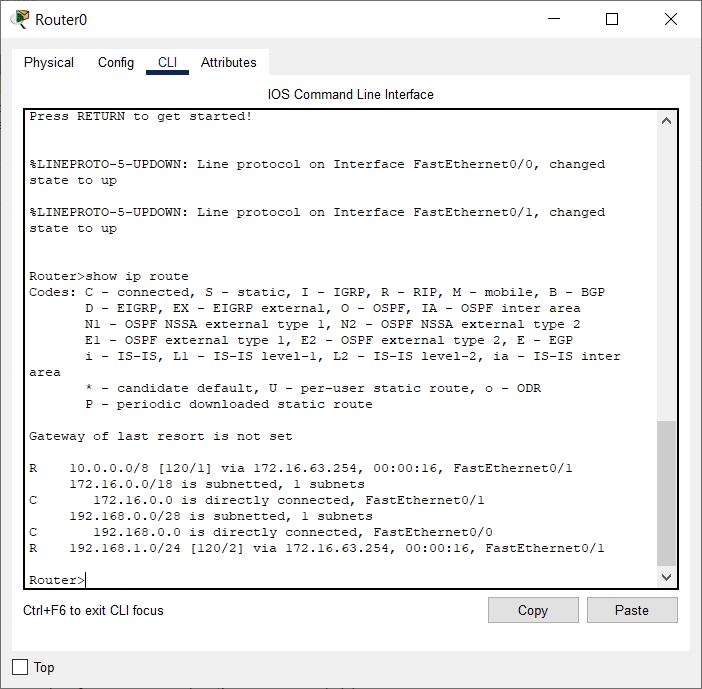 Router0
Physical Config CLI Attributes
IOS Command Line Interface
Press RETURN to get started!
%LINEPROTO-5-UPDOWN: Line protocol on Interface FastEthernet0/0, changed
state to up
%LINEPROTO-5-UPDOWN: Line protocol on Interface FastEthernet0/1, changed
state to up
Router>show ip route
Codes: C - connected, S - static, I - IGRP, R - RIP, M - mobile, B - BGP
D - EIGRP, EX - EIGRP external, O - OSPF, IA - OSPF inter area
N1 - OSPF NSSA external type 1, N2 - OSPF NSSA external type 2
E1 - OSPF external type 1, E2 - OSPF external type 2, E - EGP
i - IS-IS, L1 - IS-IS level-1, L2 - IS-IS level-2, ia - IS-IS inter
area
* - candidate default, U - per-user static route, o - ODR
P - periodic downloaded static route
Gateway of last resort is not set
R 10.0.0.0/8 [120/1] via 172.16.63.254, 00:00:16, FastEthernet0/1
172.16.0.0/18 is subnetted, 1 subnets
C 172.16.0.0 is directly connected, FastEthernet0/1
192.168.0.0/28 is subnetted, 1 subnets
C 192.168.0.0 is directly connected, FastEthernet0/0
R 192.168.1.0/24 [120/2] via 172.16.63.254, 00:00:16, FastEthernet0/1
Router>
Ctrl+F6 to exit CLI focus
Copy Paste
Top